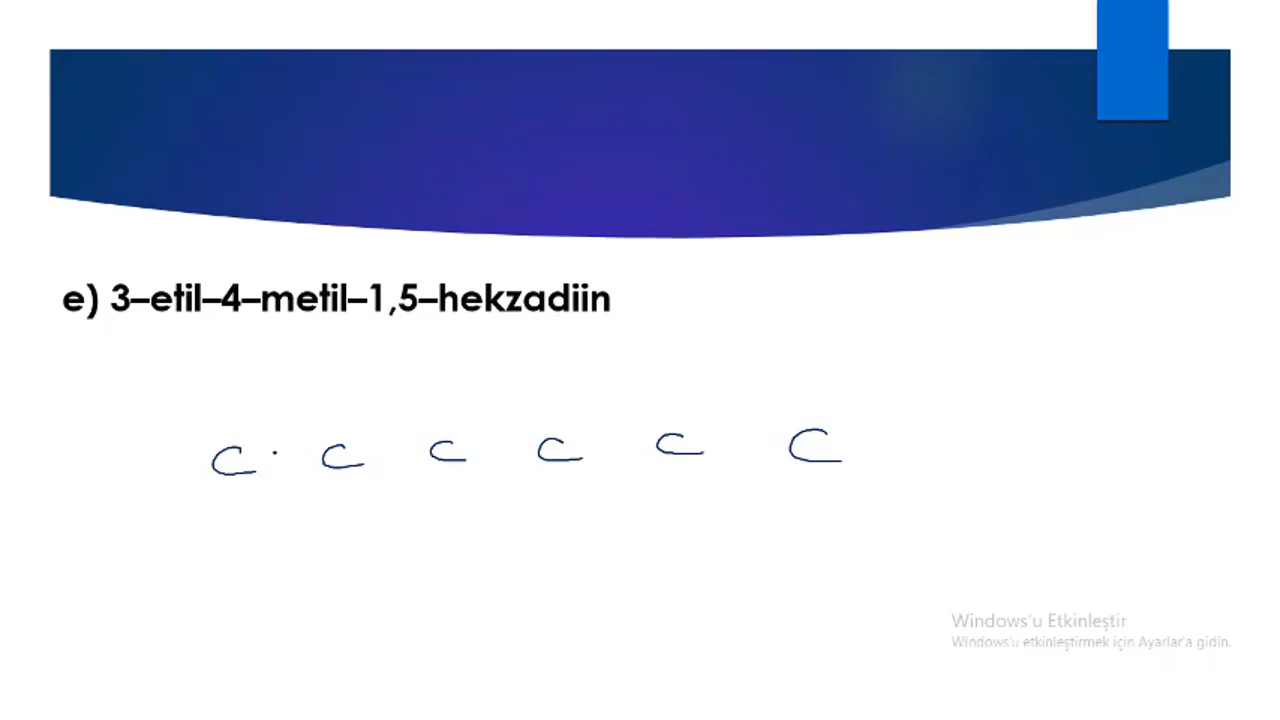 e) 3–etil–4–metil–1,5–hekzadiin
C · C C C C C
Windows'u Etkinleştir
Windows'u etkinleştirmek için Ayarlar'a gidin.